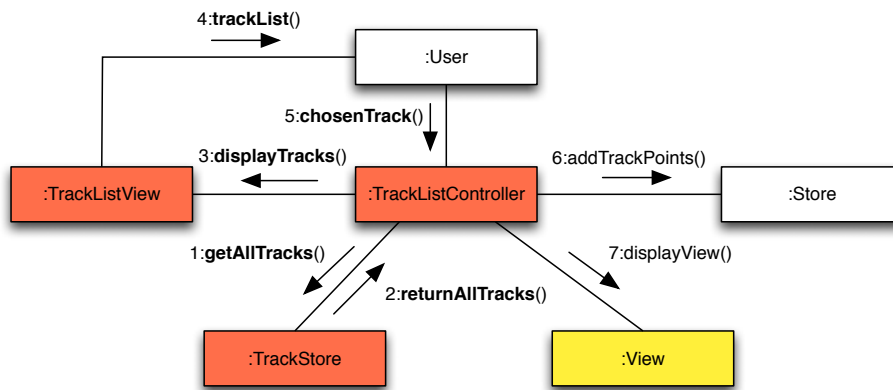 4:trackList()
:User
5:chosenTrack()
3:displayTracks()
6:addTrackPoints()
:TrackListView
:TrackListController
:Store
1:getAllTracks()
7:displayView()
2:returnAllTracks()
:TrackStore
:View